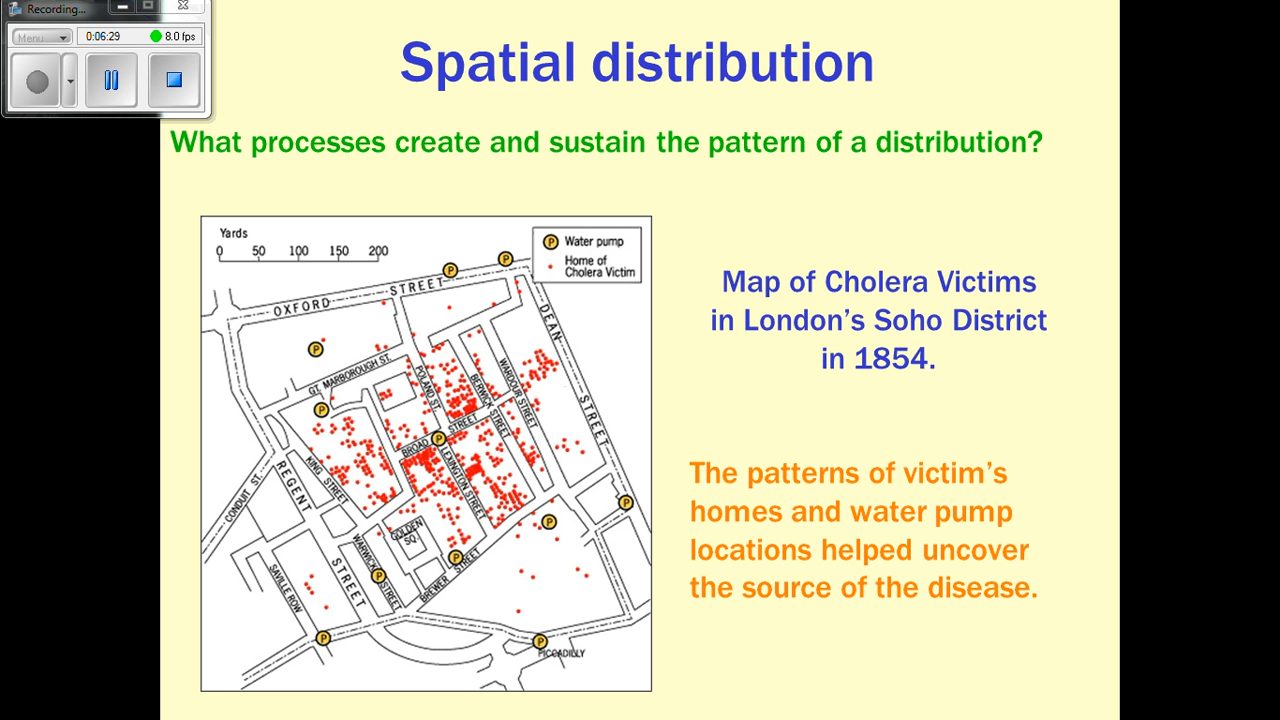 Recording...
Menu
0:06:29
8.0 fps
Spatial distribution
What processes create and sustain the pattern of a distribution?
Yards
0 50 100 150 200
P Water pump
Home of
Cholera Victim
OXFORD STREET
DEAN STREET
GT. MARBOROUGH ST.
POLAND ST.
BERWICK STREET
WARDOUR STREET
BROAD STREET
LEXINGTON STREET
KING STREET
REGENT STREET
CONDUIT ST.
GOLDEN
SQ.
WARWICK STREET
BREWER STREET
SAVILLE ROW
PICCADILLY
P
P
P
P
P
P
P
P
P
P
P
Map of Cholera Victims
in London's Soho District
in 1854.
The patterns of victim's
homes and water pump
locations helped uncover
the source of the disease.